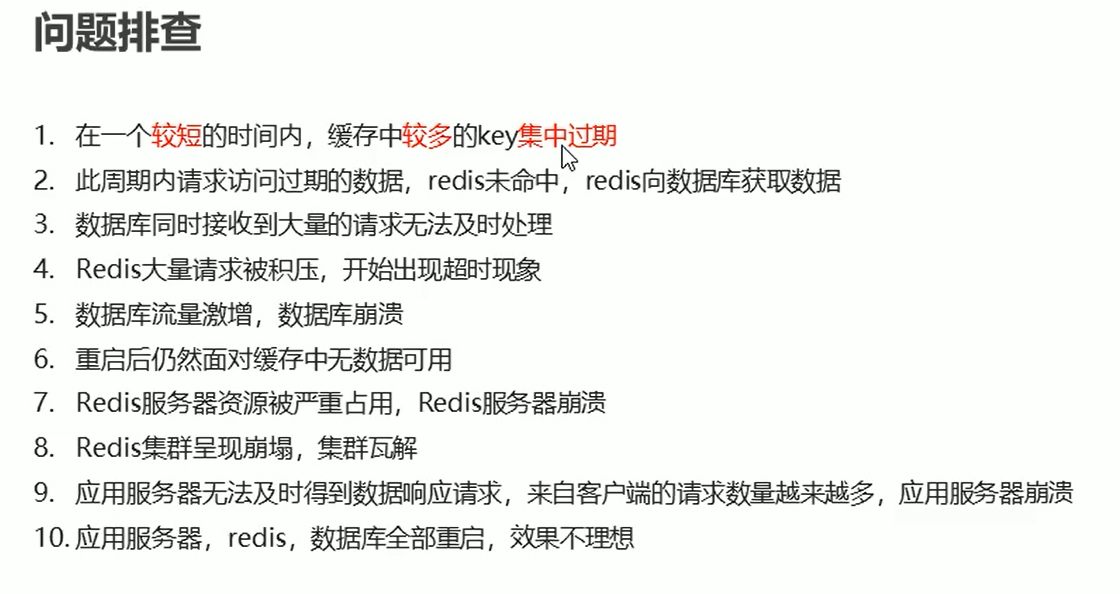 问题排查
1. 在一个较短的时间内，缓存中较多的key集中过期
2. 此周期内请求访问过期的数据，redis未命中，redis向数据库获取数据
3. 数据库同时接收到大量的请求无法及时处理
4. Redis大量请求被积压，开始出现超时现象
5. 数据库流量激增，数据库崩溃
6. 重启后仍然面对缓存中无数据可用
7. Redis服务器资源被严重占用，Redis服务器崩溃
8. Redis集群呈现崩塌，集群瓦解
9. 应用服务器无法及时得到数据响应请求，来自客户端的请求数量越来越多，应用服务器崩溃
10. 应用服务器，redis，数据库全部重启，效果不理想